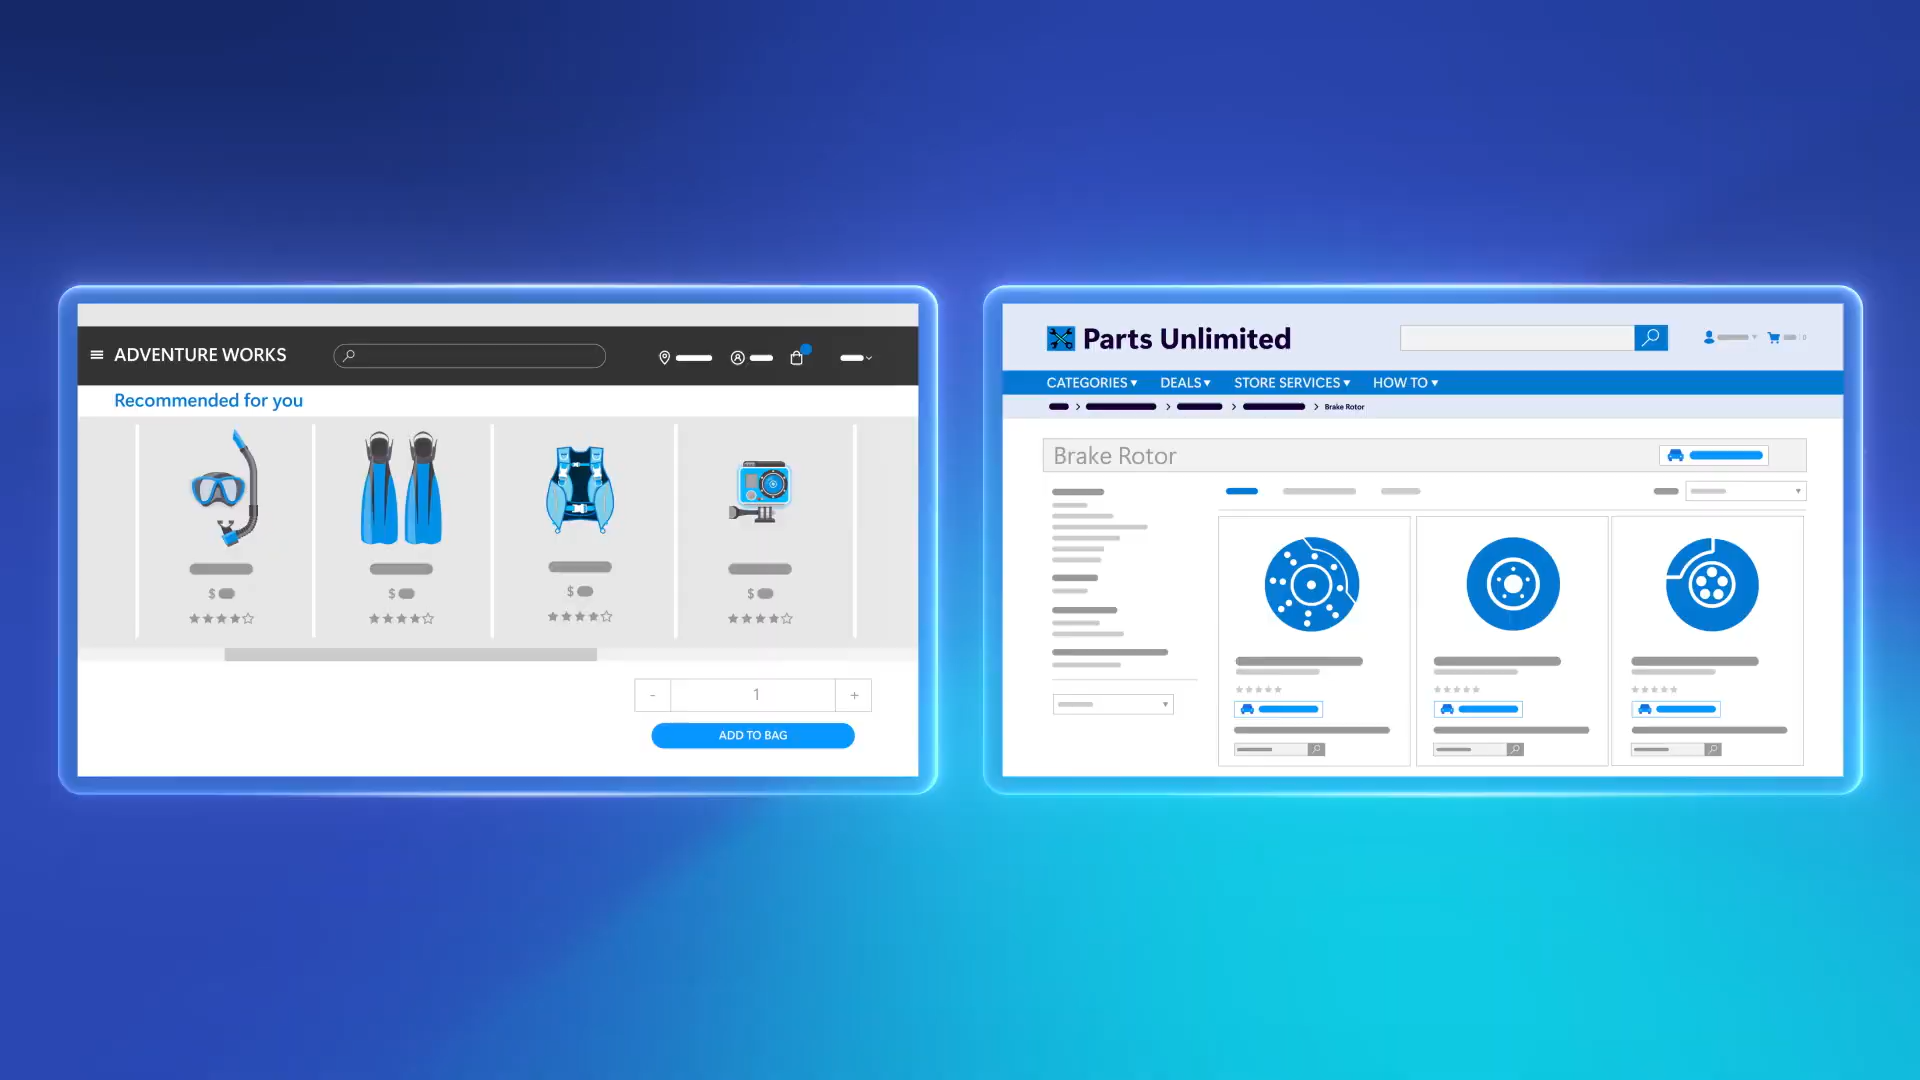 ADVENTURE WORKS
Recommended for you
$
$
$
$
- 1 +
ADD TO BAG
Parts Unlimited
0
CATEGORIES DEALS STORE SERVICES HOW TO
Brake Rotor
Brake Rotor